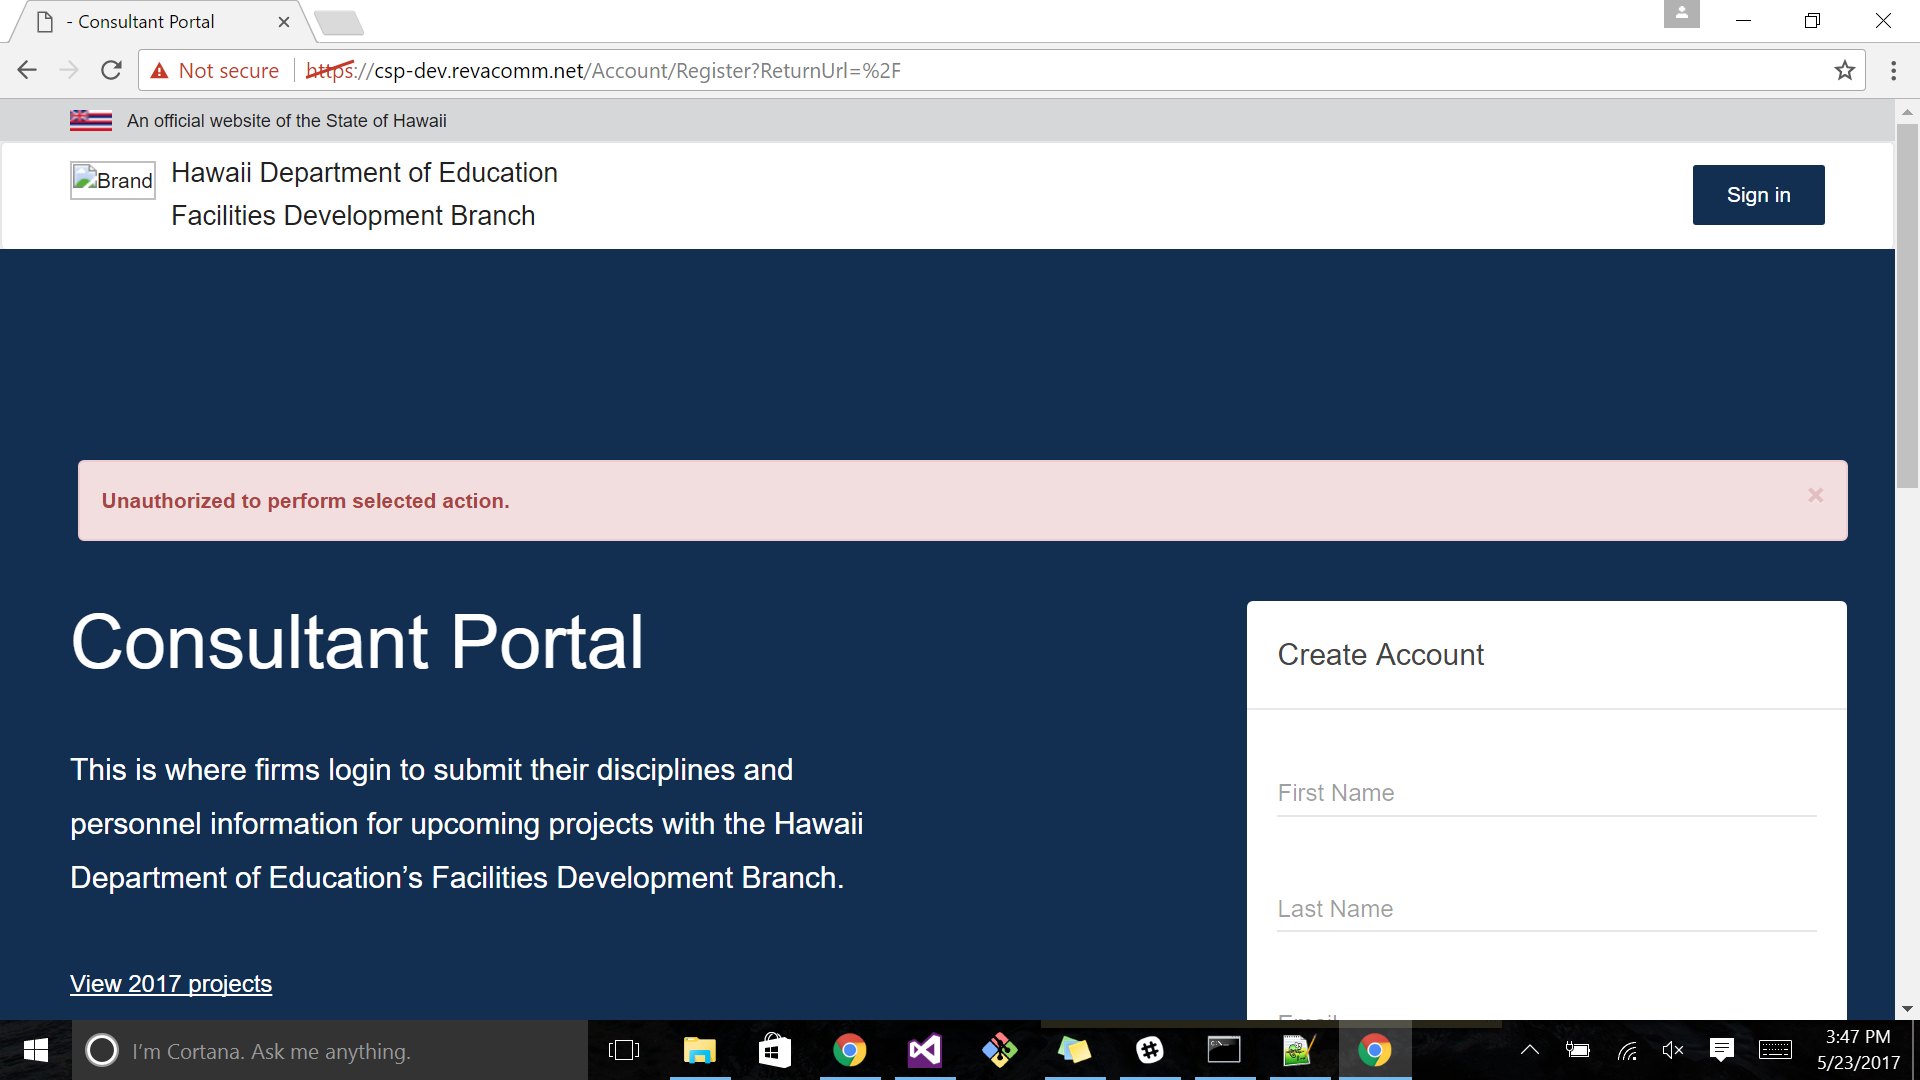 - Consultant Portal
Not secure https://csp-dev.revacomm.net/Account/Register?ReturnUrl=%2F
An official website of the State of Hawaii
Brand
Hawaii Department of Education
Facilities Development Branch
Sign in
Unauthorized to perform selected action.
×
Consultant Portal
This is where firms login to submit their disciplines and
personnel information for upcoming projects with the Hawaii
Department of Education’s Facilities Development Branch.
View 2017 projects
Create Account
First Name
Last Name
Email
I'm Cortana. Ask me anything.
3:47 PM
5/23/2017